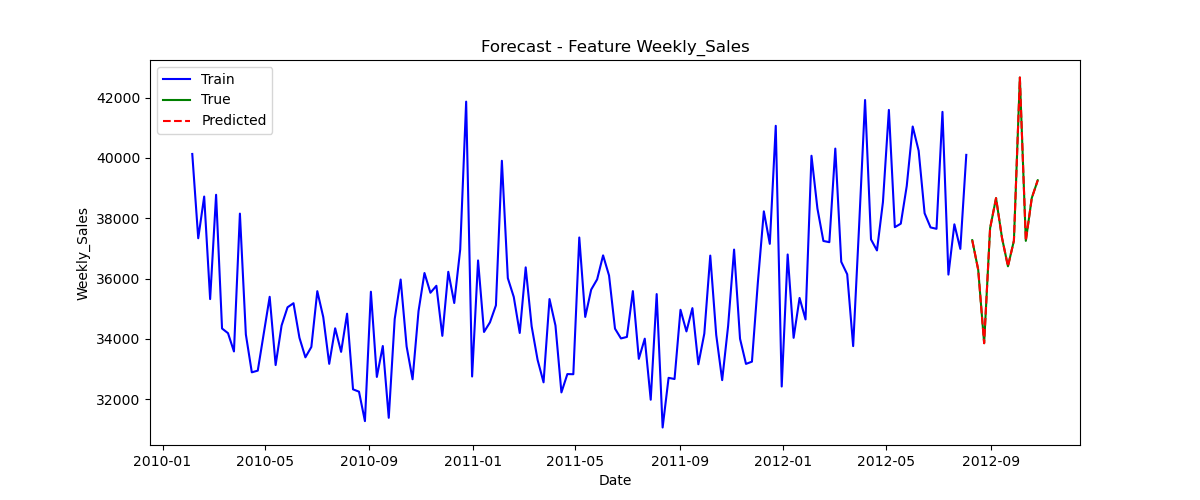 Forecast - Feature Weekly_Sales
Train
True
Predicted
42000
40000
38000
36000
34000
32000
Weekly_Sales
2010-01 2010-05 2010-09 2011-01 2011-05 2011-09 2012-01 2012-05 2012-09
Date